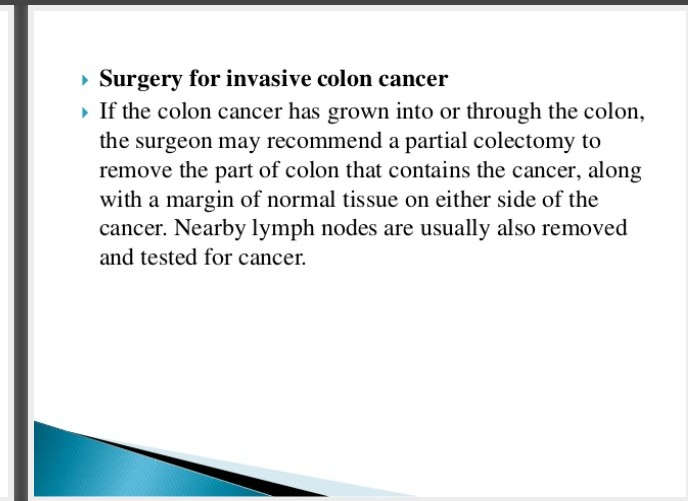 Surgery for invasive colon cancer
If the colon cancer has grown into or through the colon,
the surgeon may recommend a partial colectomy to
remove the part of colon that contains the cancer, along
with a margin of normal tissue on either side of the
cancer. Nearby lymph nodes are usually also removed
and tested for cancer.